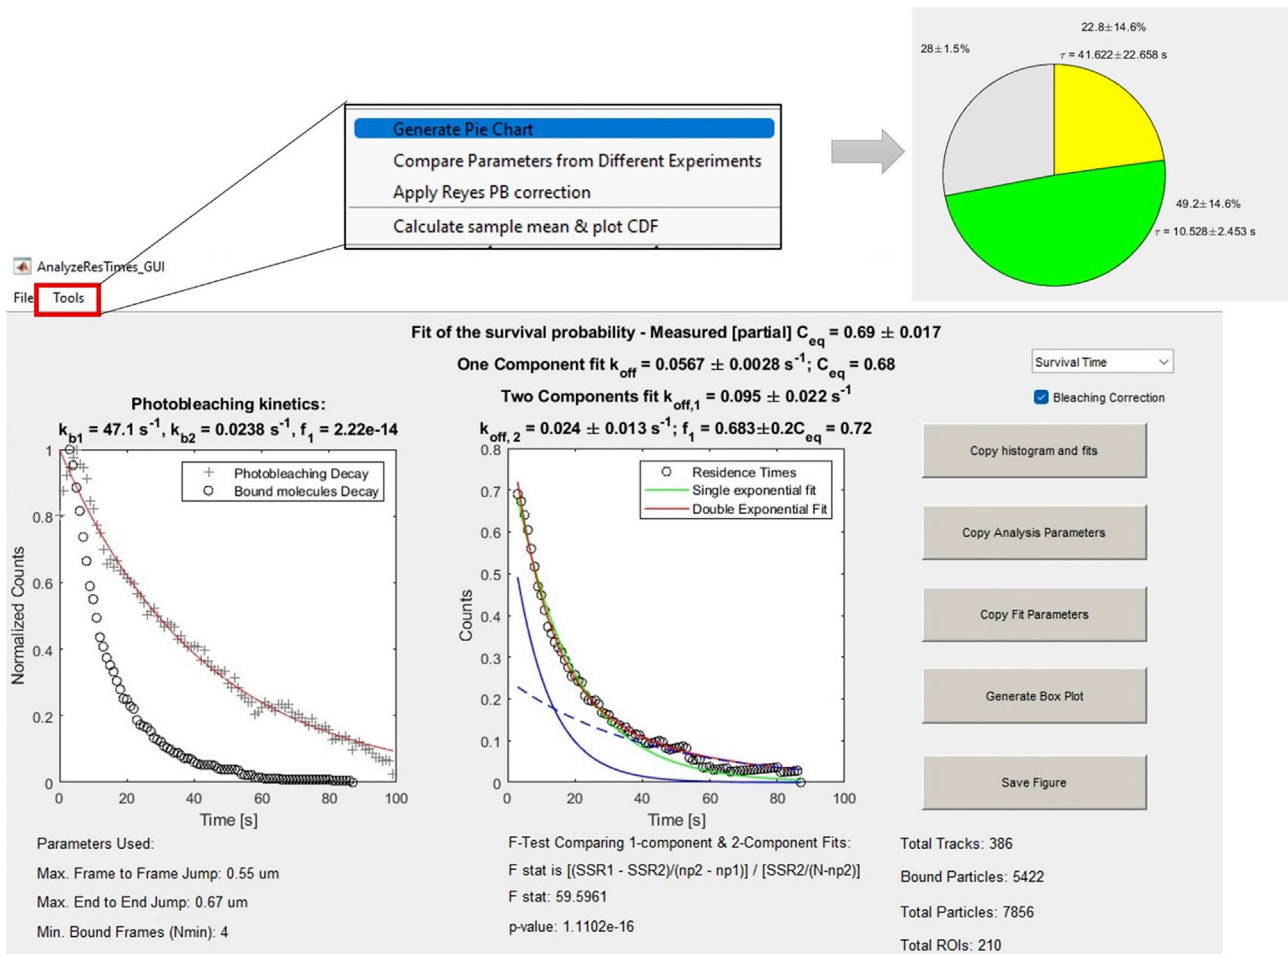 22.8±14.6%
28±1.5%
τ = 41.622±22.658 s
Generate Pie Chart
Compare Parameters from Different Experiments
Apply Reyes PB correction
Calculate sample mean & plot CDF
49.2±14.6%
τ = 10.528±2.453 s
AnalyzeResTimes_GUI
File Tools
Fit of the survival probability - Measured [partial] C_eq = 0.69 ± 0.017
One Component fit k_off = 0.0567 ± 0.0028 s^-1; C_eq = 0.68
Two Components fit k_off,1 = 0.095 ± 0.022 s^-1
k_off, 2 = 0.024 ± 0.013 s^-1; f_1 = 0.683±0.2C_eq = 0.72
Survival Time
Bleaching Correction
Photobleaching kinetics:
k_b1 = 47.1 s^-1, k_b2 = 0.0238 s^-1, f_1 = 2.22e-14
Photobleaching Decay
Bound molecules Decay
Normalized Counts
1
0.8
0.6
0.4
0.2
0
0 20 40 60 80 100
Time [s]
Residence Times
Single exponential fit
Double Exponential Fit
Counts
0.8
0.7
0.6
0.5
0.4
0.3
0.2
0.1
0
0 20 40 60 80 100
Time [s]
Copy histogram and fits
Copy Analysis Parameters
Copy Fit Parameters
Generate Box Plot
Save Figure
Parameters Used:
Max. Frame to Frame Jump: 0.55 um
Max. End to End Jump: 0.67 um
Min. Bound Frames (Nmin): 4
F-Test Comparing 1-component & 2-Component Fits:
F stat is [(SSR1 - SSR2)/(np2 - np1)] / [SSR2/(N-np2)]
F stat: 59.5961
p-value: 1.1102e-16
Total Tracks: 386
Bound Particles: 5422
Total Particles: 7856
Total ROIs: 210